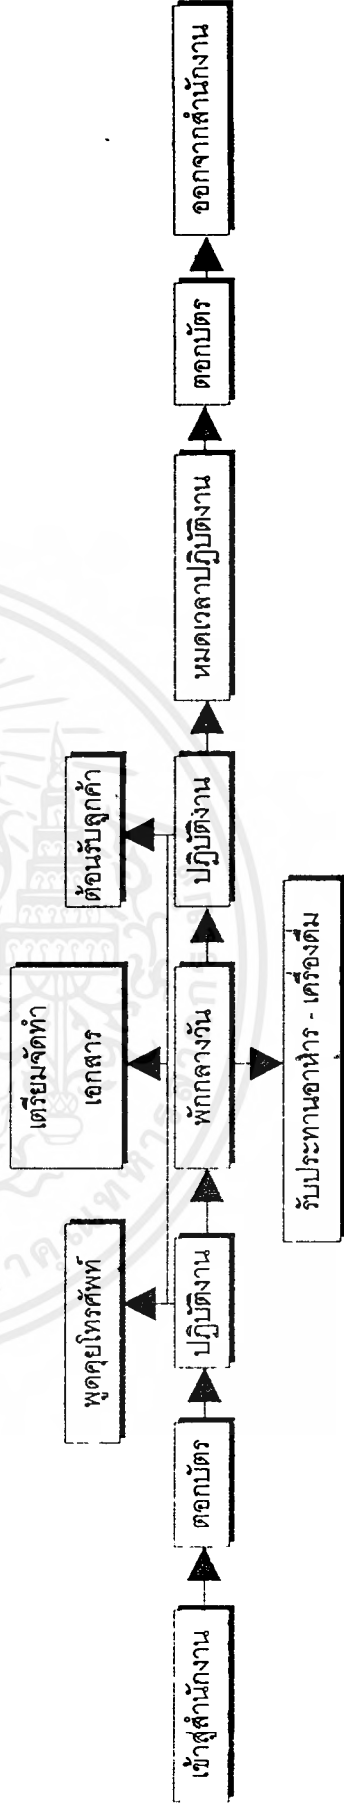 พูดคุยโทรศัพท์
เตรียมจัดทำ
เอกสาร
ต้อนรับลูกค้า
เข้าสู่สำนักงาน
ตอกบัตร
ปฏิบัติงาน
พักกลางวัน
ปฏิบัติงาน
หมดเวลาปฏิบัติงาน
ตอกบัตร
ออกจากสำนักงาน
รับประทานอาหาร - เครื่องดื่ม